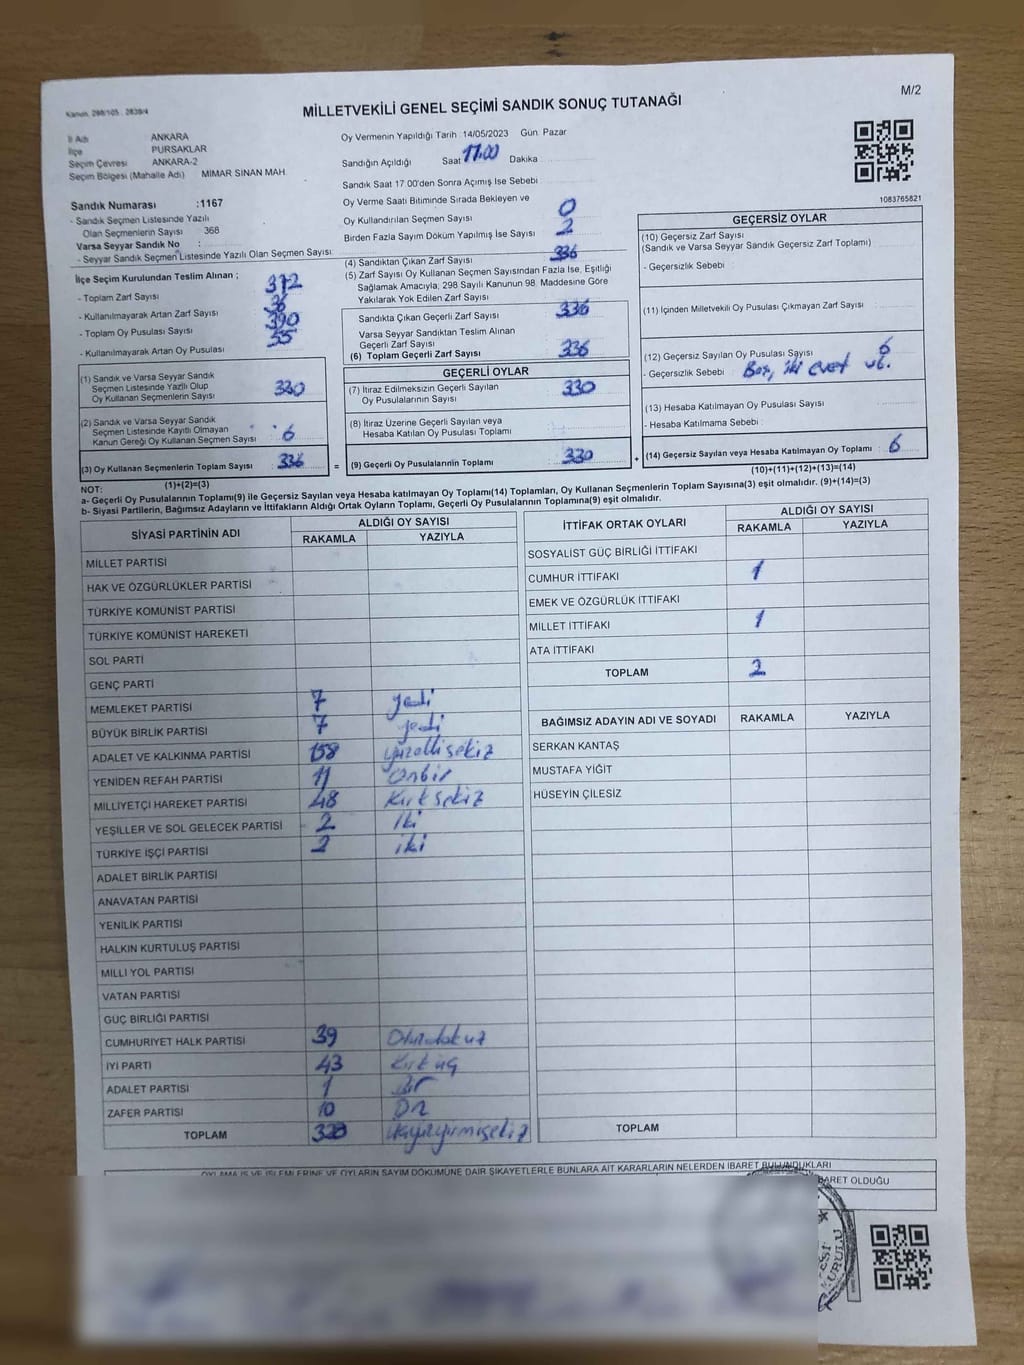 Kanun. 298/105 . 2839/4
M/2
MİLLETVEKİLİ GENEL SEÇİMİ SANDIK SONUÇ TUTANAĞI
İl Adı ANKARA
İlçe PURSAKLAR
Seçim Çevresi ANKARA-2
Seçim Bölgesi (Mahalle Adı) MİMAR SİNAN MAH.
Oy Vermenin Yapıldığı Tarih : 14/05/2023 Gün: Pazar
Sandığın Açıldığı Saat 17.00 Dakika
Sandık Saat 17.00'den Sonra Açımış İse Sebebi :
Oy Verme Saati Bitiminde Sırada Bekleyen ve
Oy Kullandırılan Seçmen Sayısı 0
Birden Fazla Sayım Döküm Yapılmış İse Sayısı 2
1083765821
Sandık Numarası :1167
- Sandık Seçmen Listesinde Yazılı
Olan Seçmenlerin Sayısı 368
Varsa Seyyar Sandık No :
- Seyyar Sandık Seçmen Listesinde Yazılı Olan Seçmen Sayısı:
İlçe Seçim Kurulundan Teslim Alınan ;
- Toplam Zarf Sayısı 372
- Kullanılmayarak Artan Zarf Sayısı 36
- Toplam Oy Pusulası Sayısı 390
- Kullanılmayarak Artan Oy Pusulası 55
(1) Sandık ve Varsa Seyyar Sandık
Seçmen Listesinde Yazılı Olup
Oy Kullanan Seçmenlerin Sayısı 330
(2) Sandık ve Varsa Seyyar Sandık
Seçmen Listesinde Kayıtlı Olmayan
Kanun Gereği Oy Kullanan Seçmen Sayısı 6
(3) Oy Kullanan Seçmenlerin Toplam Sayısı 336
(1)+(2)=(3)
(4) Sandıktan Çıkan Zarf Sayısı 336
(5) Zarf Sayısı Oy Kullanan Seçmen Sayısından Fazla İse, Eşitliği
Sağlamak Amacıyla, 298 Sayılı Kanunun 98. Maddesine Göre
Yakılarak Yok Edilen Zarf Sayısı
Sandıkta Çıkan Geçerli Zarf Sayısı 336
Varsa Seyyar Sandıktan Teslim Alınan
Geçerli Zarf Sayısı
(6) Toplam Geçerli Zarf Sayısı 336
GEÇERLİ OYLAR
(7) İtiraz Edilmeksizin Geçerli Sayılan
Oy Pusulalarının Sayısı 330
(8) İtiraz Üzerine Geçerli Sayılan veya
Hesaba Katılan Oy Pusulası Toplamı
= (9) Geçerli Oy Pusulalarının Toplamı 330 +
GEÇERSİZ OYLAR
(10) Geçersiz Zarf Sayısı
(Sandık ve Varsa Seyyar Sandık Geçersiz Zarf Toplamı)
- Geçersizlik Sebebi :
(11) İçinden Milletvekili Oy Pusulası Çıkmayan Zarf Sayısı
(12) Geçersiz Sayılan Oy Pusulası Sayısı 6
- Geçersizlik Sebebi : Boş, iki evet vb.
(13) Hesaba Katılmayan Oy Pusulası Sayısı
- Hesaba Katılmama Sebebi :
(14) Geçersiz Sayılan veya Hesaba Katılmayan Oy Toplamı : 6
(10)+(11)+(12)+(13)=(14)
NOT:
a- Geçerli Oy Pusulalarının Toplamı(9) ile Geçersiz Sayılan veya Hesaba katılmayan Oy Toplamı(14) Toplamları, Oy Kullanan Seçmenlerin Toplam Sayısına(3) eşit olmalıdır. (9)+(14)=(3)
b- Siyasi Partilerin, Bağımsız Adayların ve İttifakların Aldığı Ortak Oyların Toplamı, Geçerli Oy Pusulalarının Toplamına(9) eşit olmalıdır.
SİYASİ PARTİNİN ADI ALDIĞI OY SAYISI
RAKAMLA YAZIYLA
MİLLET PARTİSİ
HAK VE ÖZGÜRLÜKLER PARTİSİ
TÜRKİYE KOMÜNİST PARTİSİ
TÜRKİYE KOMÜNİST HAREKETİ
SOL PARTİ
GENÇ PARTİ
MEMLEKET PARTİSİ 7 yedi
BÜYÜK BİRLİK PARTİSİ 7 yedi
ADALET VE KALKINMA PARTİSİ 158 yüzellisekiz
YENİDEN REFAH PARTİSİ 11 Onbir
MİLLİYETÇİ HAREKET PARTİSİ 48 Kırksekiz
YEŞİLLER VE SOL GELECEK PARTİSİ 2 İki
TÜRKİYE İŞÇİ PARTİSİ 2 iki
ADALET BİRLİK PARTİSİ
ANAVATAN PARTİSİ
YENİLİK PARTİSİ
HALKIN KURTULUŞ PARTİSİ
MİLLİ YOL PARTİSİ
VATAN PARTİSİ
GÜÇ BİRLİĞİ PARTİSİ
CUMHURİYET HALK PARTİSİ 39 Otuzdokuz
İYİ PARTİ 43 Kırküç
ADALET PARTİSİ 1 Bir
ZAFER PARTİSİ 10 On
TOPLAM 328 üçyüzyirmisekiz
İTTİFAK ORTAK OYLARI ALDIĞI OY SAYISI
RAKAMLA YAZIYLA
SOSYALİST GÜÇ BİRLİĞİ İTTİFAKI
CUMHUR İTTİFAKI 1
EMEK VE ÖZGÜRLÜK İTTİFAKI
MİLLET İTTİFAKI 1
ATA İTTİFAKI
TOPLAM 2
BAĞIMSIZ ADAYIN ADI VE SOYADI RAKAMLA YAZIYLA
SERKAN KANTAŞ
MUSTAFA YİĞİT
HÜSEYİN ÇİLESİZ
TOPLAM
OYLAMA İŞ VE İŞLEMLERİNE VE OYLARIN SAYIM DÖKÜMÜNE DAİR ŞİKAYETLERLE BUNLARA AİT KARARLARIN NELERDEN İBARET BULUNDUKLARI
BARET OLDUĞU